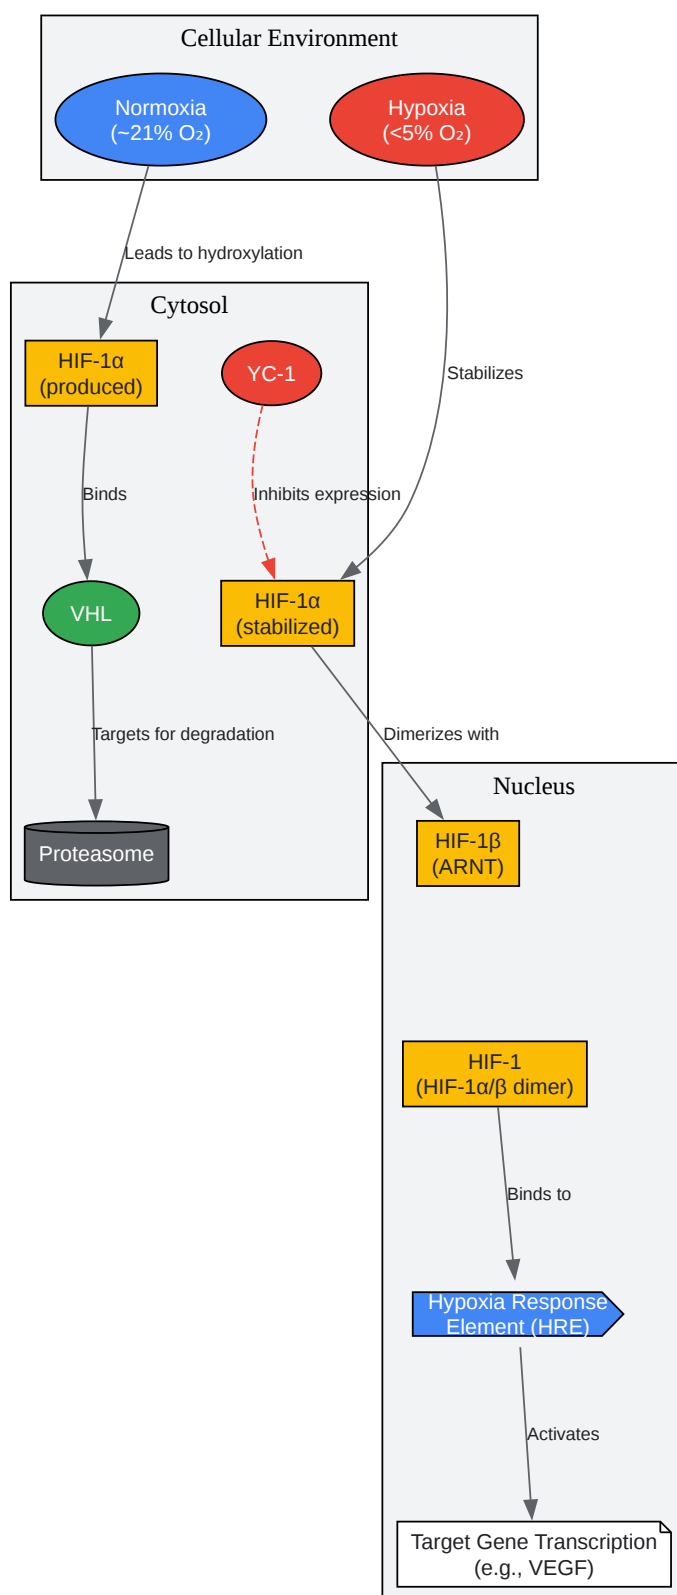 Cellular Environment
Normoxia
(~21% O₂)
Hypoxia
(<5% O₂)
Leads to hydroxylation
Cytosol
HIF-1α
(produced)
YC-1
Stabilizes
Binds
Inhibits expression
VHL
HIF-1α
(stabilized)
Targets for degradation
Dimerizes with
Nucleus
Proteasome
HIF-1β
(ARNT)
HIF-1
(HIF-1α/β dimer)
Binds to
Hypoxia Response
Element (HRE)
Activates
Target Gene Transcription
(e.g., VEGF)